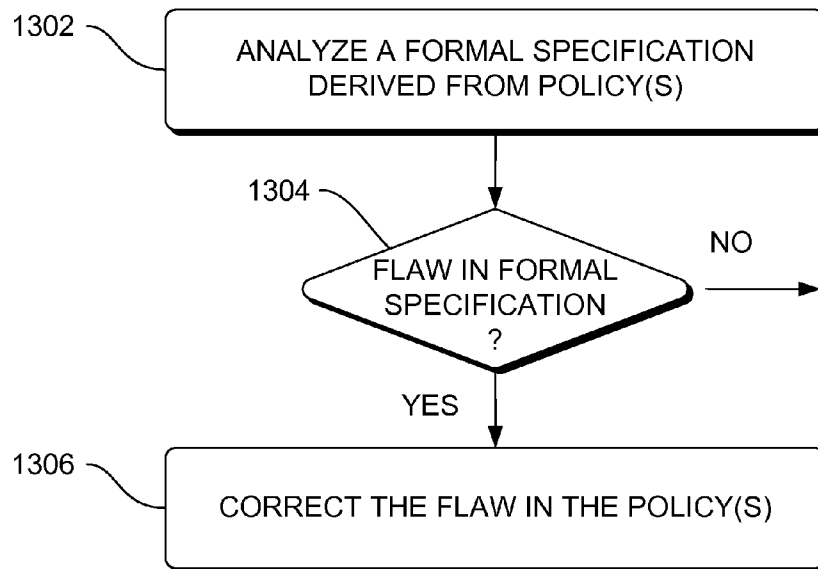 1302
ANALYZE A FORMAL SPECIFICATION
DERIVED FROM POLICY(S)
1304
FLAW IN FORMAL
SPECIFICATION
?
NO
YES
1306
CORRECT THE FLAW IN THE POLICY(S)